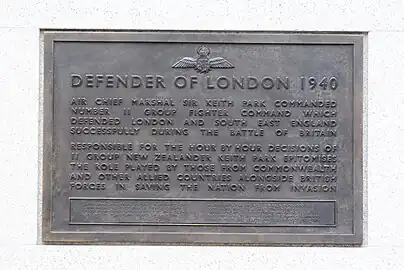 DEFENDER OF LONDON 1940
AIR CHIEF MARSHAL SIR KEITH PARK COMMANDED
NUMBER 11 GROUP FIGHTER COMMAND WHICH
DEFENDED LONDON AND SOUTH EAST ENGLAND
SUCCESSFULLY DURING THE BATTLE OF BRITAIN
RESPONSIBLE FOR THE HOUR BY HOUR DECISIONS OF
11 GROUP NEW ZEALANDER KEITH PARK EPITOMISES
THE ROLE PLAYED BY THOSE FROM COMMONWEALTH
AND OTHER ALLIED COUNTRIES ALONGSIDE BRITISH
FORCES IN SAVING THE NATION FROM INVASION